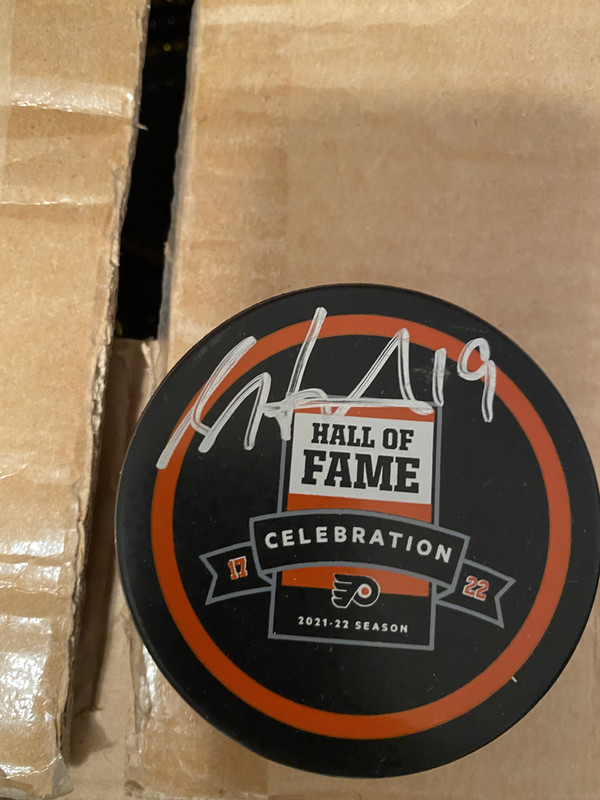 19
HALL OF
FAME
CELEBRATION
17
22
2021-22 SEASON